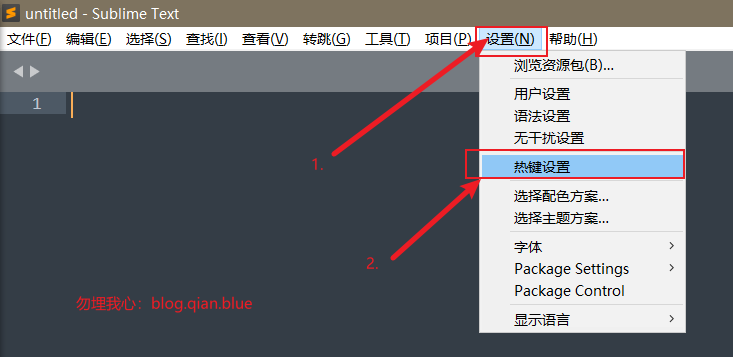 untitled - Sublime Text
文件(F) 编辑(E) 选择(S) 查找(I) 查看(V) 转跳(G) 工具(T) 项目(P) 设置(N) 帮助(H)
浏览资源包(B)...
1
用户设置
语法设置
无干扰设置
1.
热键设置
选择配色方案...
选择主题方案...
字体
2.
Package Settings
Package Control
勿埋我心：blog.qian.blue
显示语言